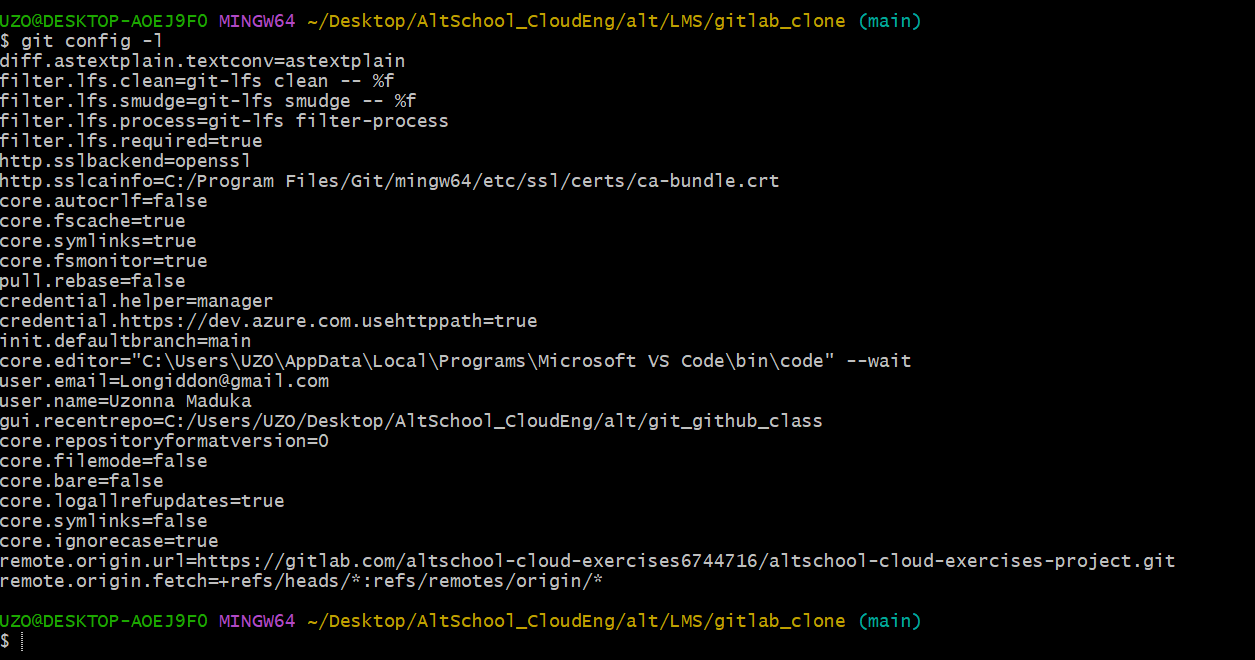 UZO@DESKTOP-AOEJ9F0 MINGW64 ~/Desktop/AltSchool_CloudEng/alt/LMS/gitlab_clone (main)
$ git config -l
diff.astextplain.textconv=astextplain
filter.lfs.clean=git-lfs clean -- %f
filter.lfs.smudge=git-lfs smudge -- %f
filter.lfs.process=git-lfs filter-process
filter.lfs.required=true
http.sslbackend=openssl
http.sslcainfo=C:/Program Files/Git/mingw64/etc/ssl/certs/ca-bundle.crt
core.autocrlf=false
core.fscache=true
core.symlinks=true
core.fsmonitor=true
pull.rebase=false
credential.helper=manager
credential.https://dev.azure.com.usehttppath=true
init.defaultbranch=main
core.editor="C:\Users\UZO\AppData\Local\Programs\Microsoft VS Code\bin\code" --wait
user.email=Longiddon@gmail.com
user.name=Uzonna Maduka
gui.recentrepo=C:/Users/UZO/Desktop/AltSchool_CloudEng/alt/git_github_class
core.repositoryformatversion=0
core.filemode=false
core.bare=false
core.logallrefupdates=true
core.symlinks=false
core.ignorecase=true
remote.origin.url=https://gitlab.com/altschool-cloud-exercises6744716/altschool-cloud-exercises-project.git
remote.origin.fetch=+refs/heads/*:refs/remotes/origin/*
UZO@DESKTOP-AOEJ9F0 MINGW64 ~/Desktop/AltSchool_CloudEng/alt/LMS/gitlab_clone (main)
$